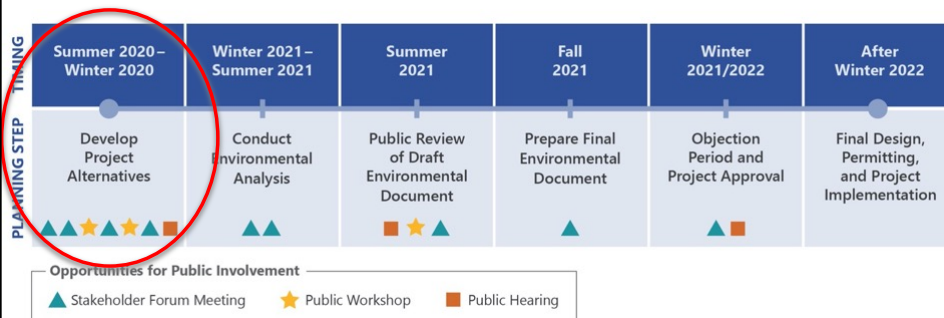 TIMING
Summer 2020 –
Winter 2020
Winter 2021 –
Summer 2021
Summer
2021
Fall
2021
Winter
2021/2022
After
Winter 2022
PLANNING STEP
Develop
Project
Alternatives
Conduct
Environmental
Analysis
Public Review
of Draft
Environmental
Document
Prepare Final
Environmental
Document
Objection
Period and
Project Approval
Final Design,
Permitting,
and Project
Implementation
Opportunities for Public Involvement
Stakeholder Forum Meeting
Public Workshop
Public Hearing